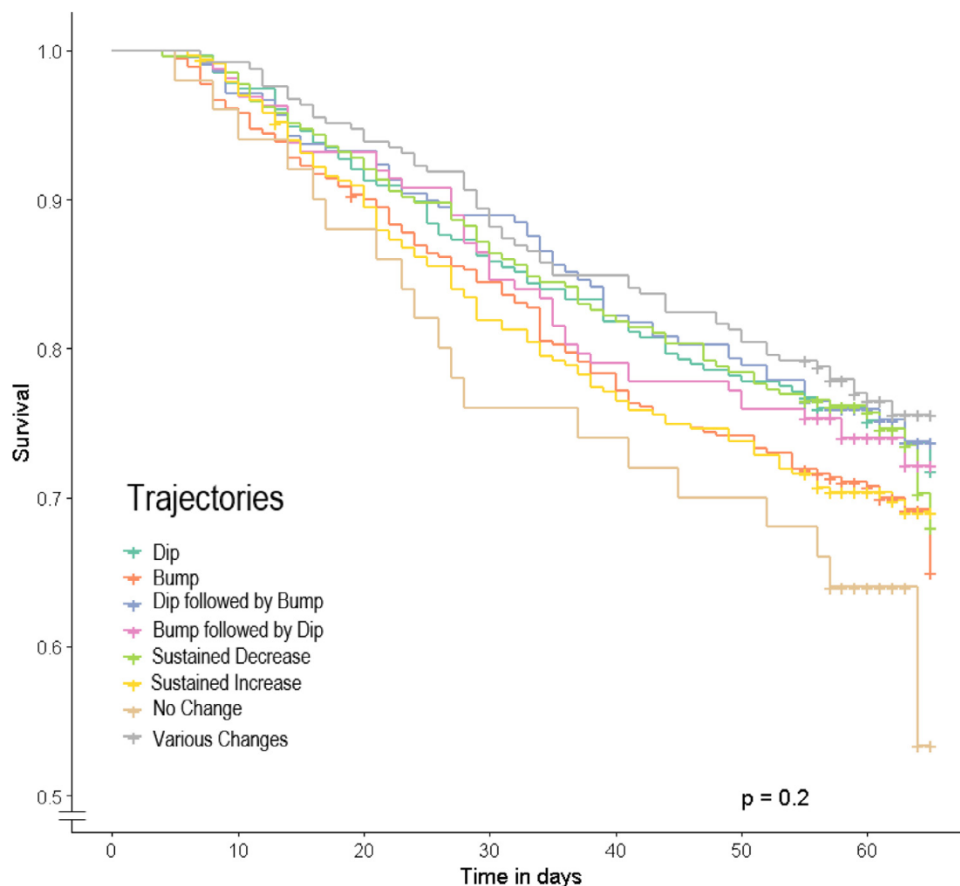 1.0
0.9
0.8
0.7
0.6
0.5
Survival
Trajectories
Dip
Bump
Dip followed by Bump
Bump followed by Dip
Sustained Decrease
Sustained Increase
No Change
Various Changes
p = 0.2
0 10 20 30 40 50 60
Time in days